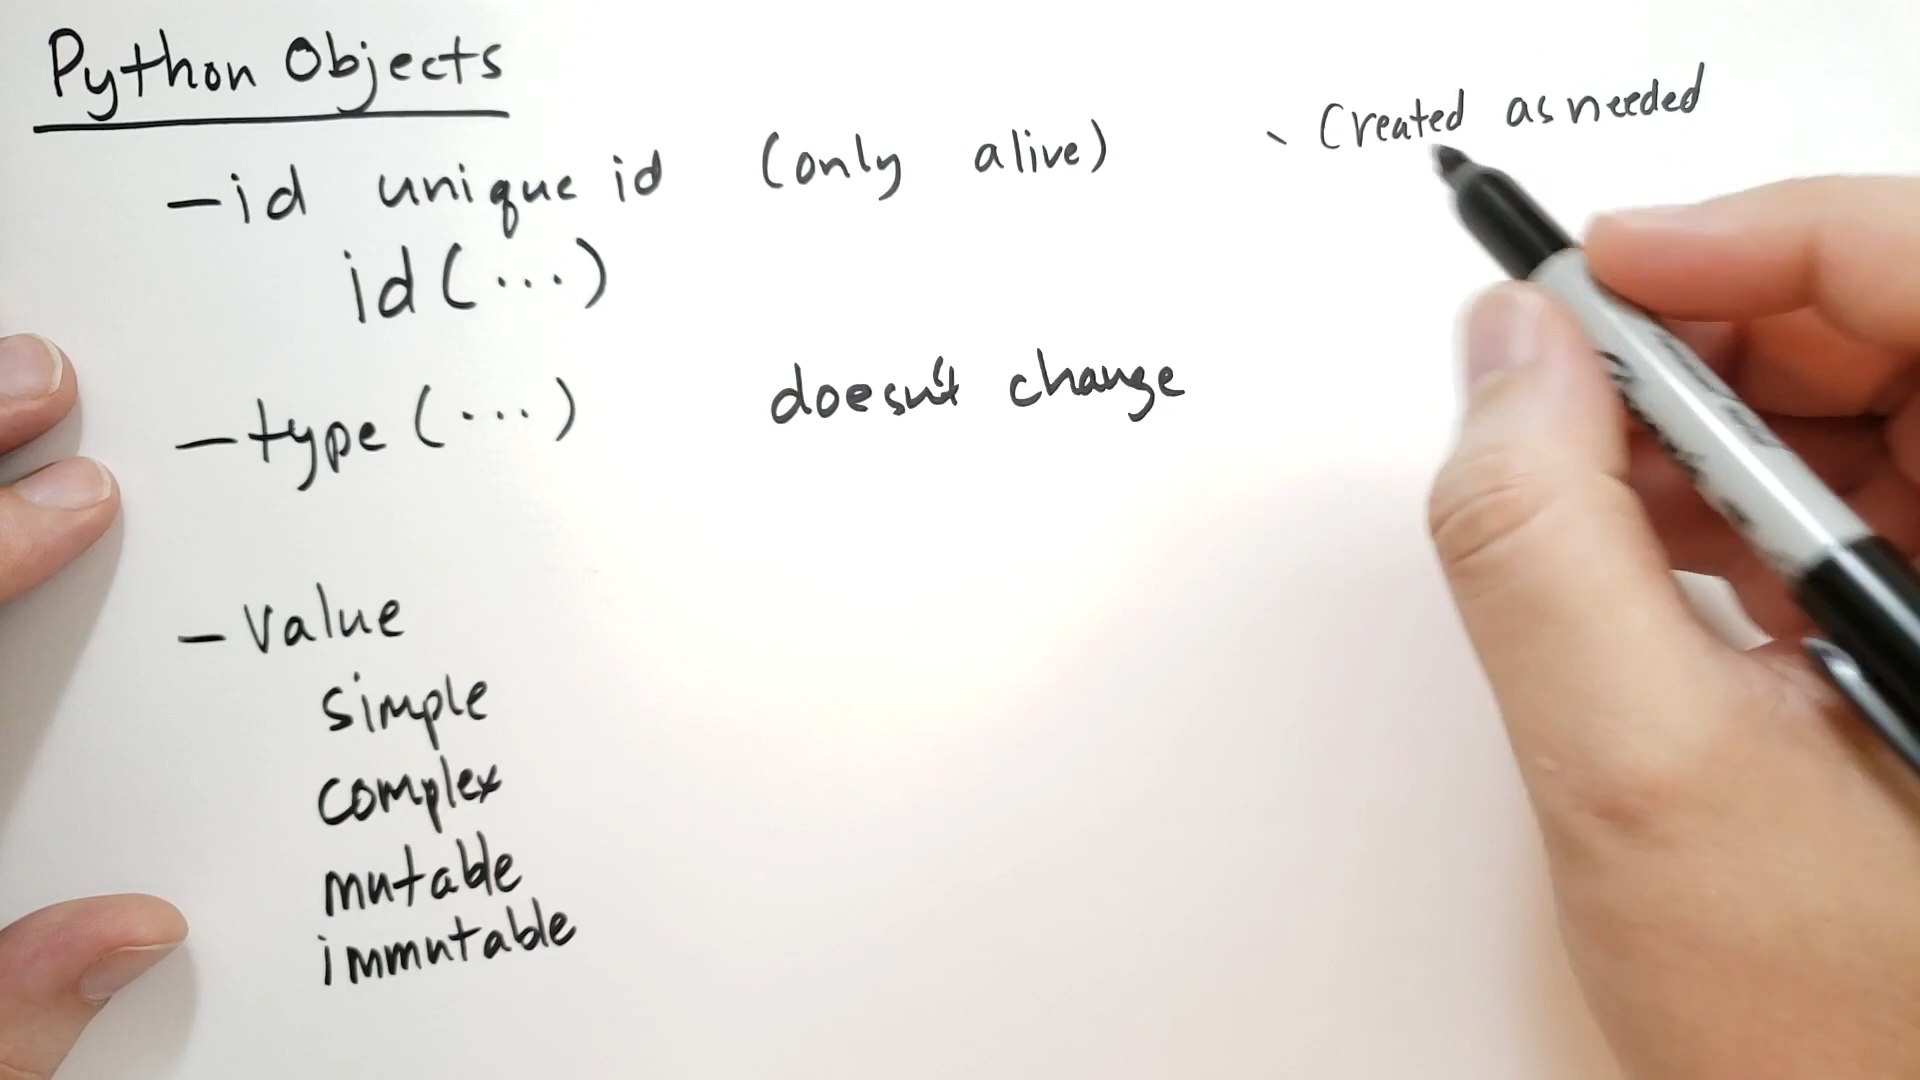 Python Objects
- id unique id (only alive)
id(...)
- type(...) doesn't change
- Value
simple
complex
mutable
immutable
- Created as needed